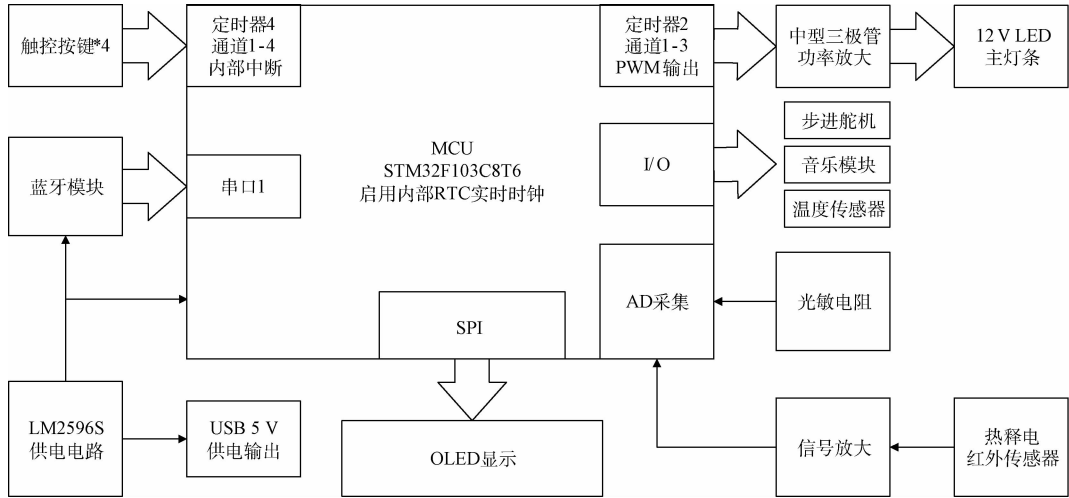 触控按键*4
定时器4
通道1-4
内部中断
定时器2
通道1-3
PWM输出
中型三极管
功率放大
12 V LED
主灯条
蓝牙模块
串口1
MCU
STM32F103C8T6
启用内部RTC实时时钟
I/O
步进舵机
音乐模块
温度传感器
AD采集
光敏电阻
SPI
LM2596S
供电电路
USB 5 V
供电输出
OLED显示
信号放大
热释电
红外传感器